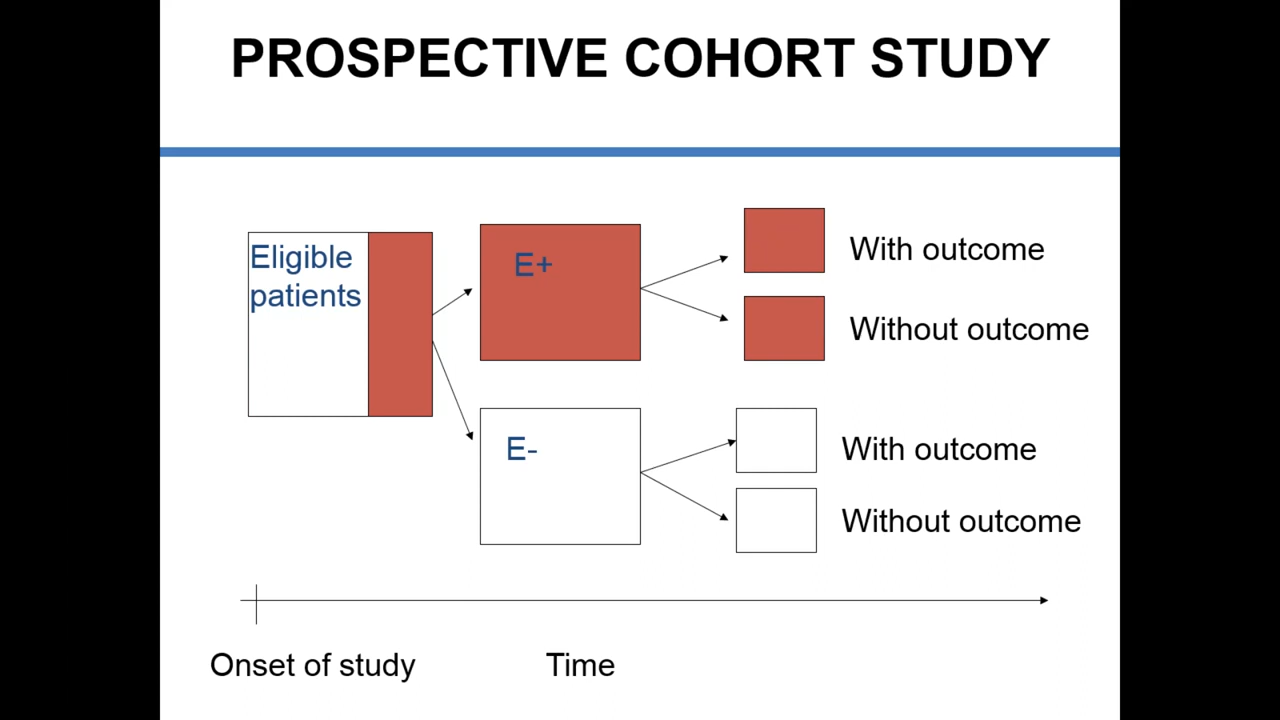 PROSPECTIVE COHORT STUDY
Eligible
patients
E+
With outcome
Without outcome
E-
With outcome
Without outcome
Onset of study
Time